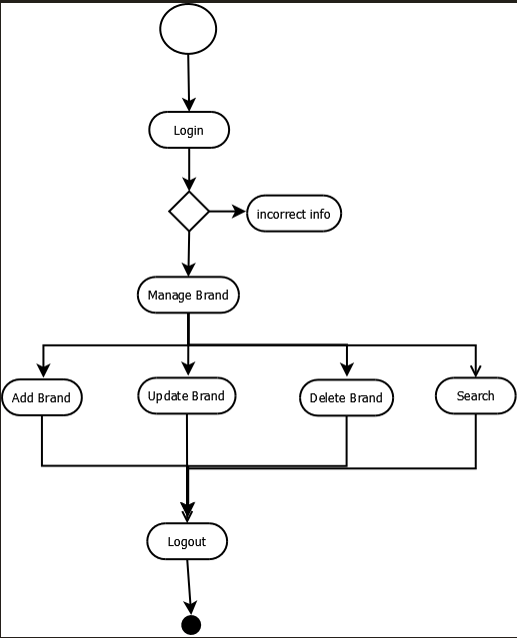 Login
incorrect info
Manage Brand
Add Brand
Update Brand
Delete Brand
Search
Logout